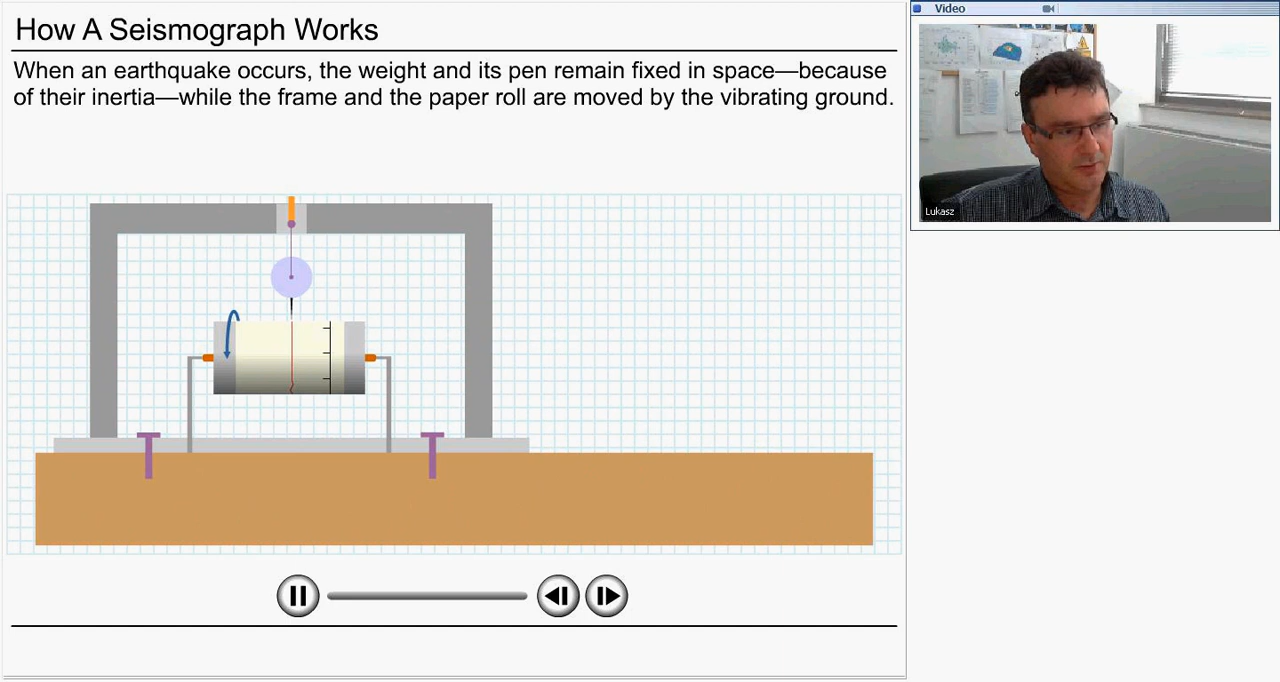 How A Seismograph Works
When an earthquake occurs, the weight and its pen remain fixed in space—because
of their inertia—while the frame and the paper roll are moved by the vibrating ground.
Video
Lukasz